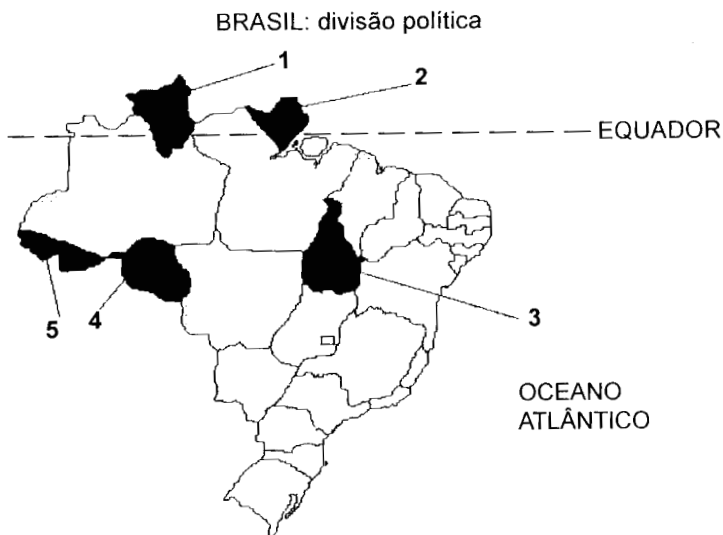 BRASIL: divisão política
1
2
EQUADOR
5
4
3
OCEANO
ATLÂNTICO